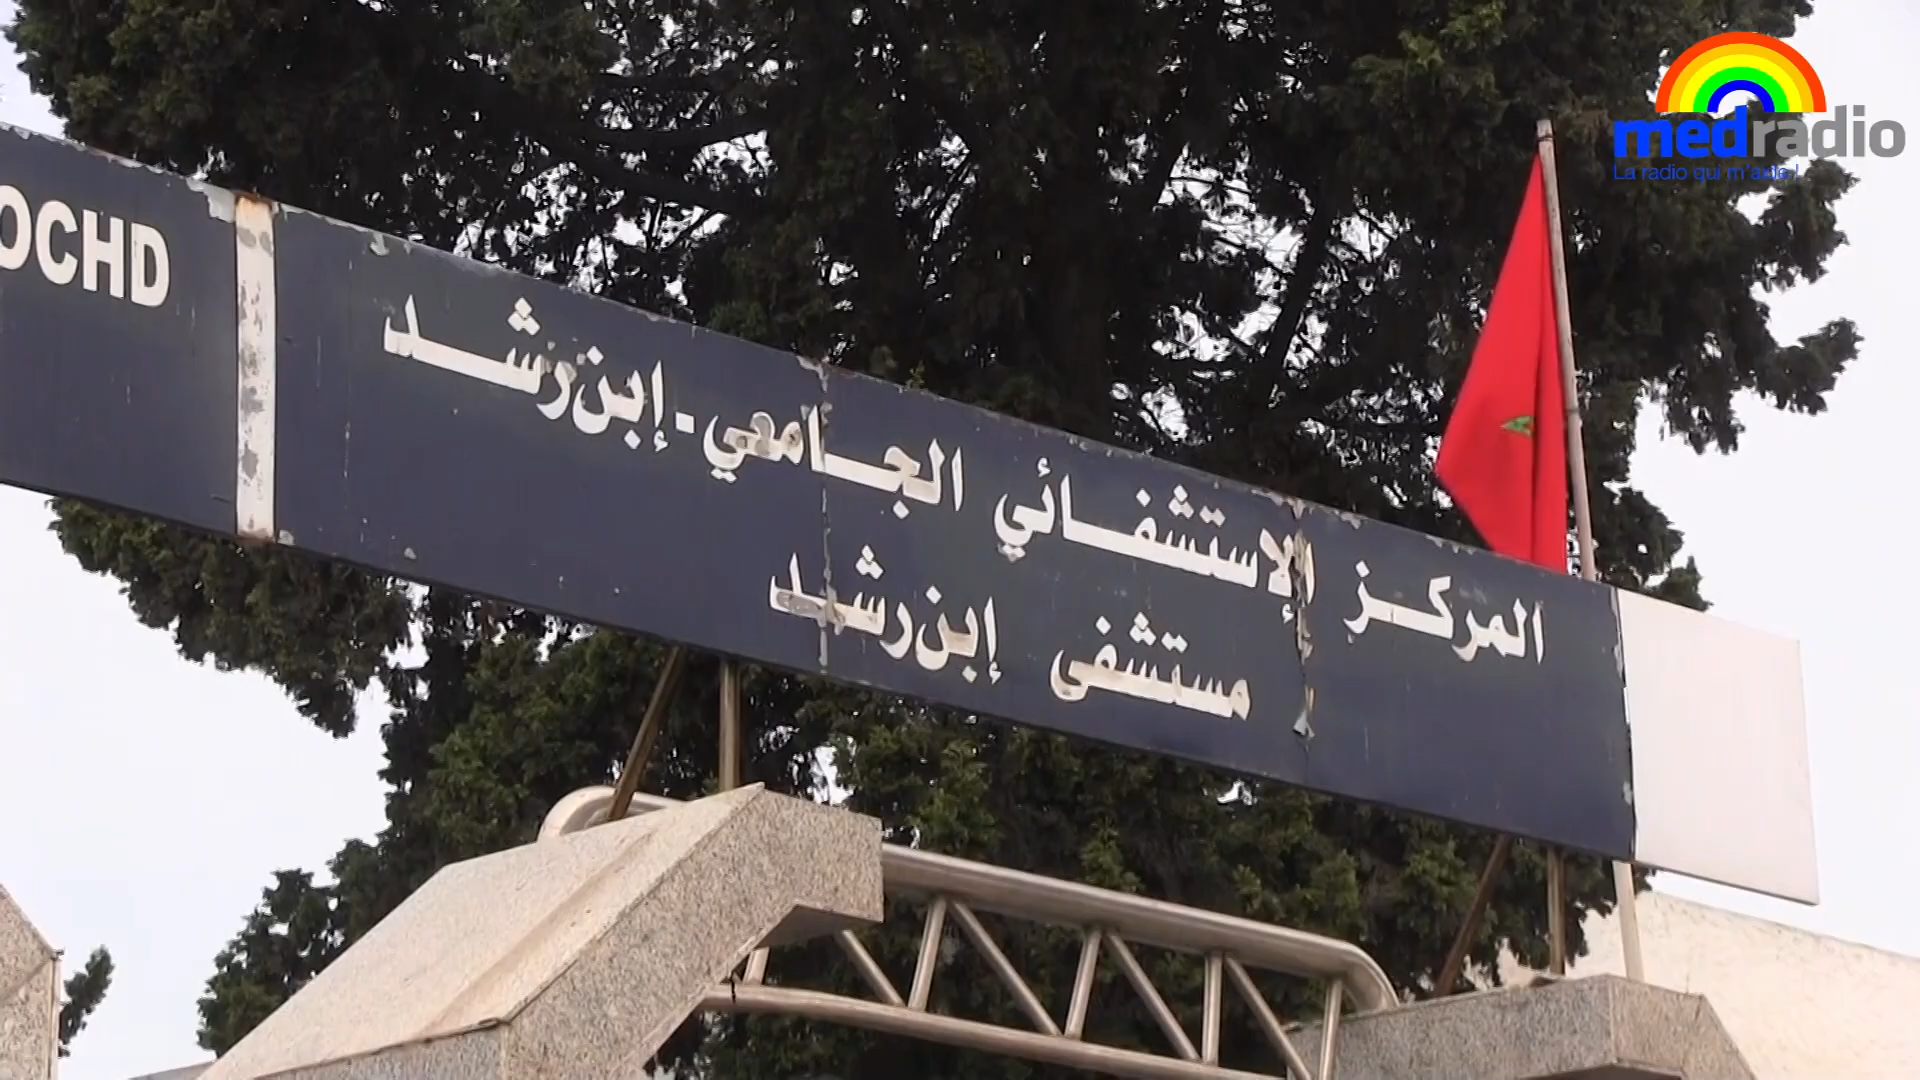 OCHD
المركز الإستشفائي الجامعي - إبن رشد
مستشفى إبن رشد
medradio
La radio qui m'aide !